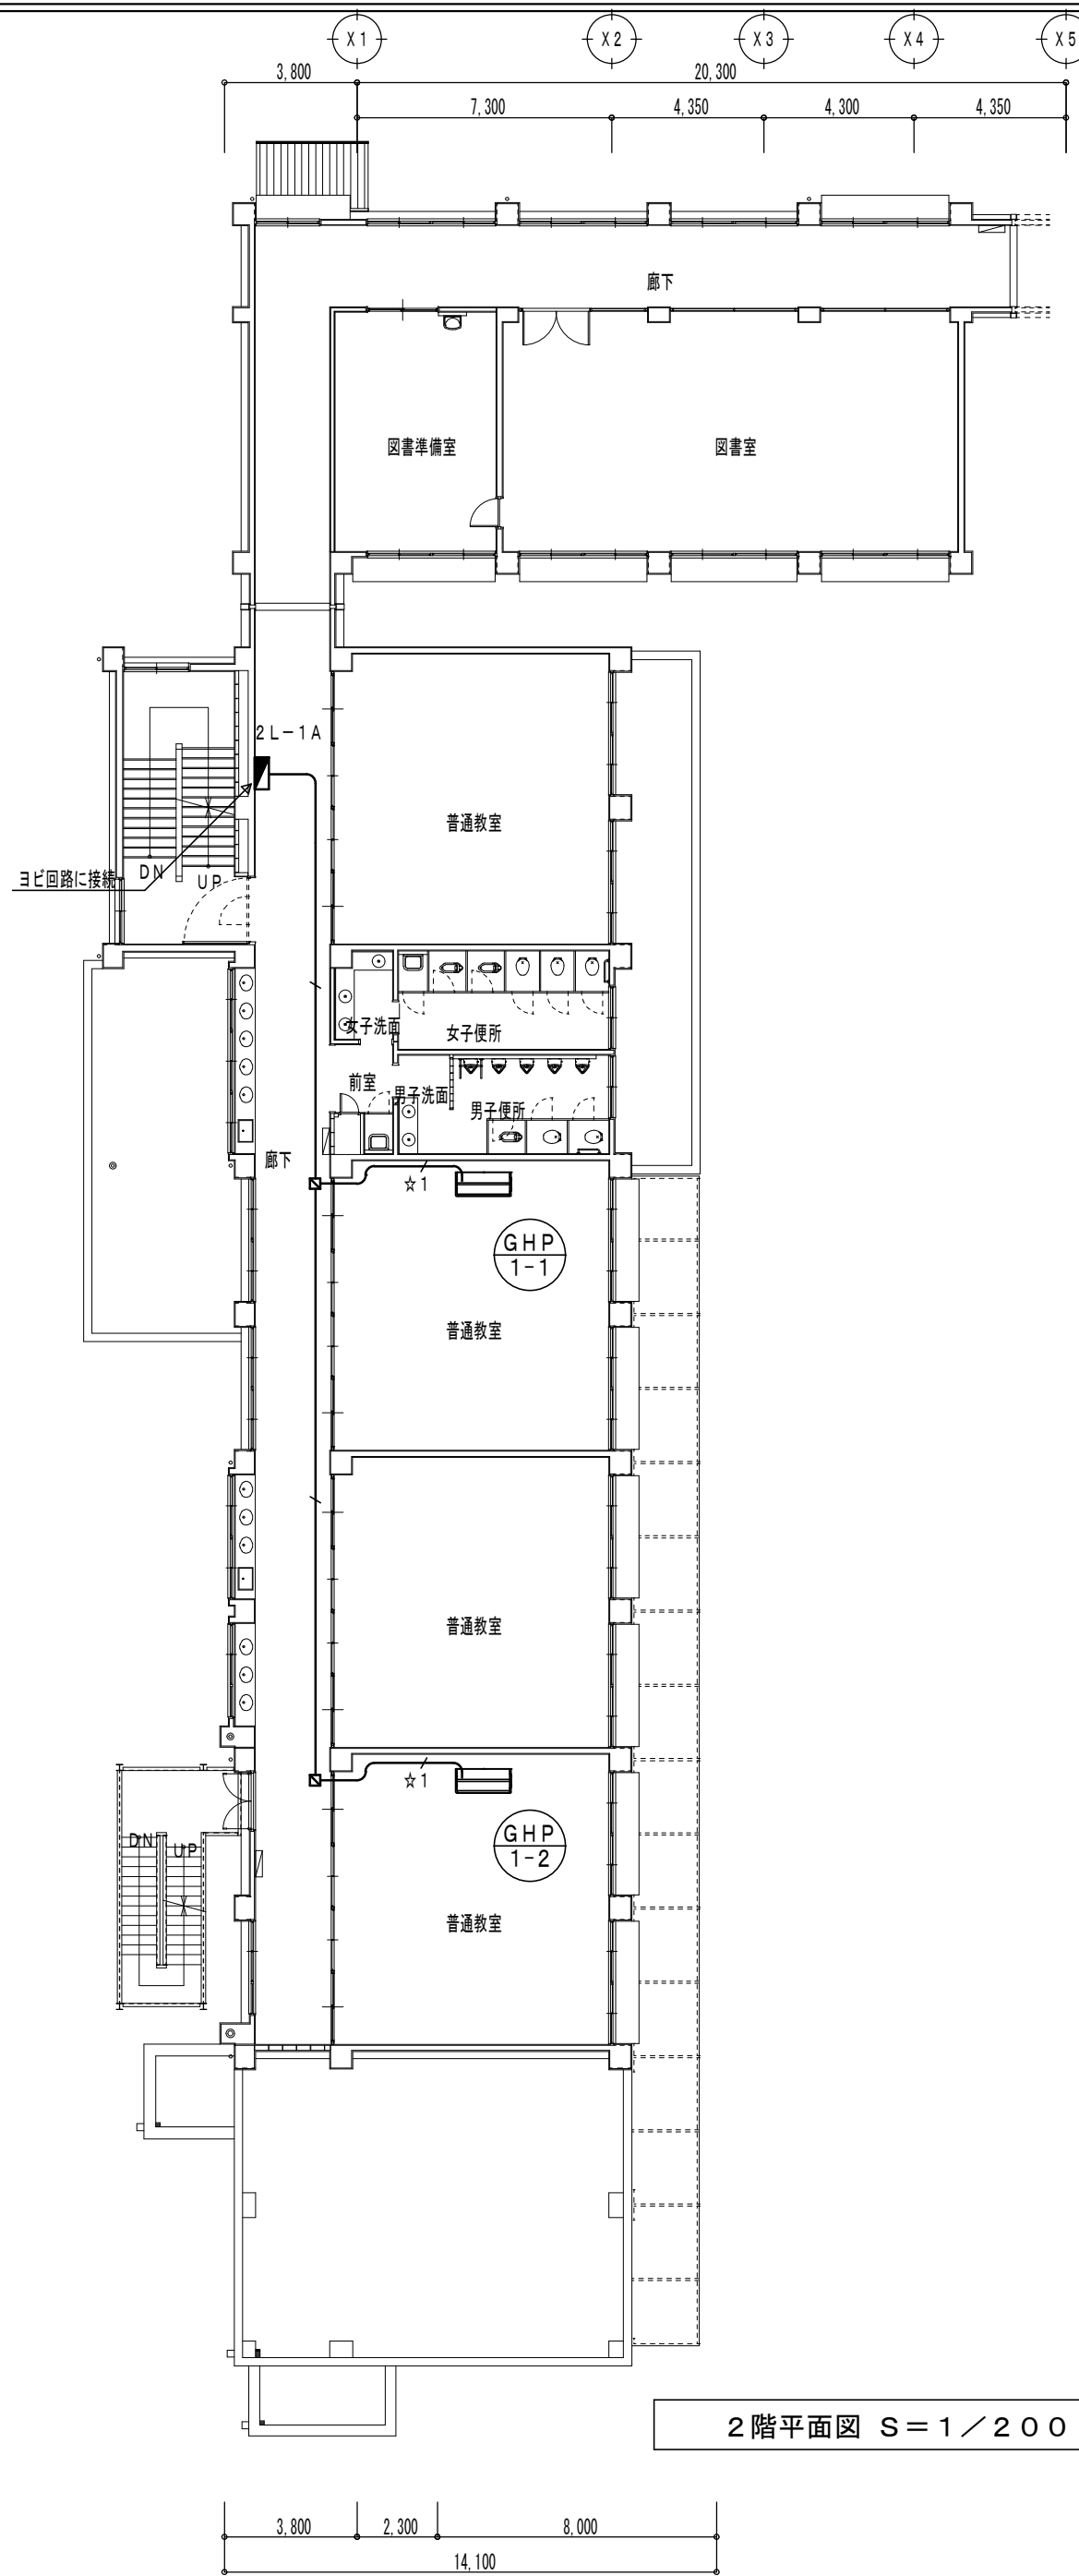 X1 X2 X3 X4 X5
3,800 20,300
7,300 4,350 4,300 4,350
廊下
図書準備室 図書室
2L-1A
普通教室
ヨビ回路に接続
DN
UP
女子洗面 女子便所
前室 男子洗面 男子便所
廊下
☆1
GHP
1-1
普通教室
普通教室
☆1
GHP
1-2
DN UP
普通教室
2階平面図 S=1/200
3,800 2,300 8,000
14,100